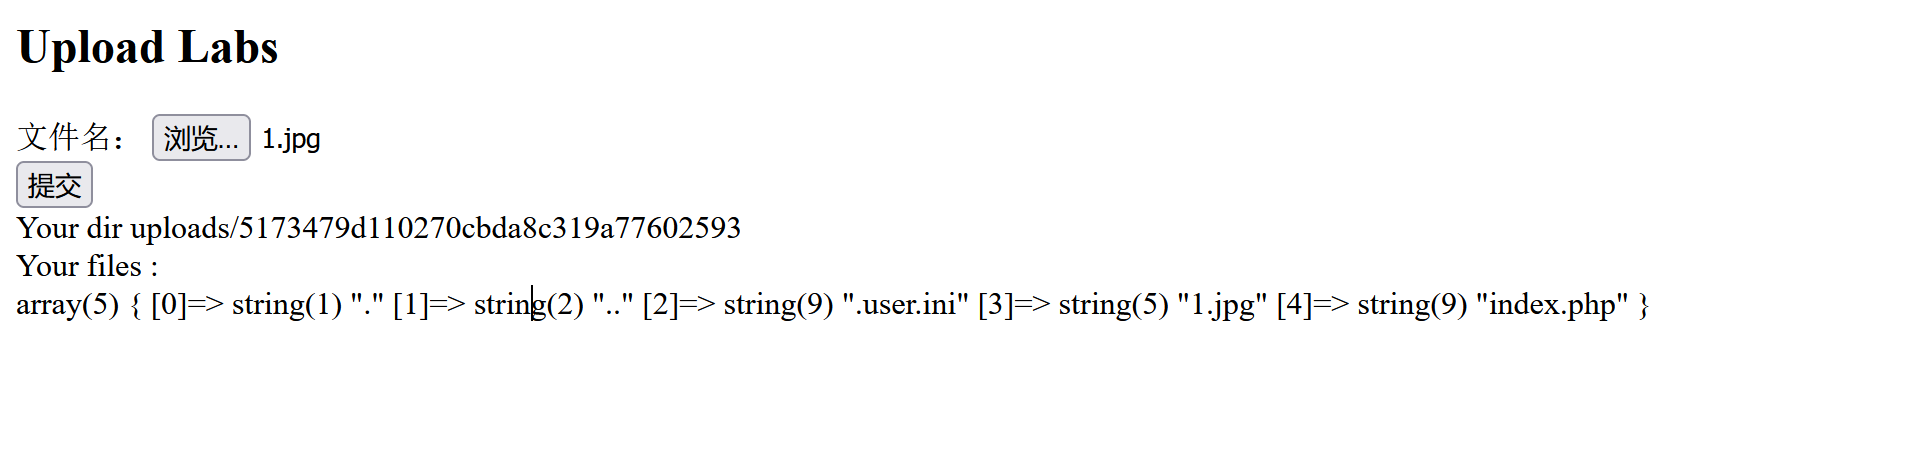 Upload Labs
文件名： 浏览... 1.jpg
提交
Your dir uploads/5173479d110270cbda8c319a77602593
Your files :
array(5) { [0]=> string(1) "." [1]=> string(2) ".." [2]=> string(9) ".user.ini" [3]=> string(5) "1.jpg" [4]=> string(9) "index.php" }